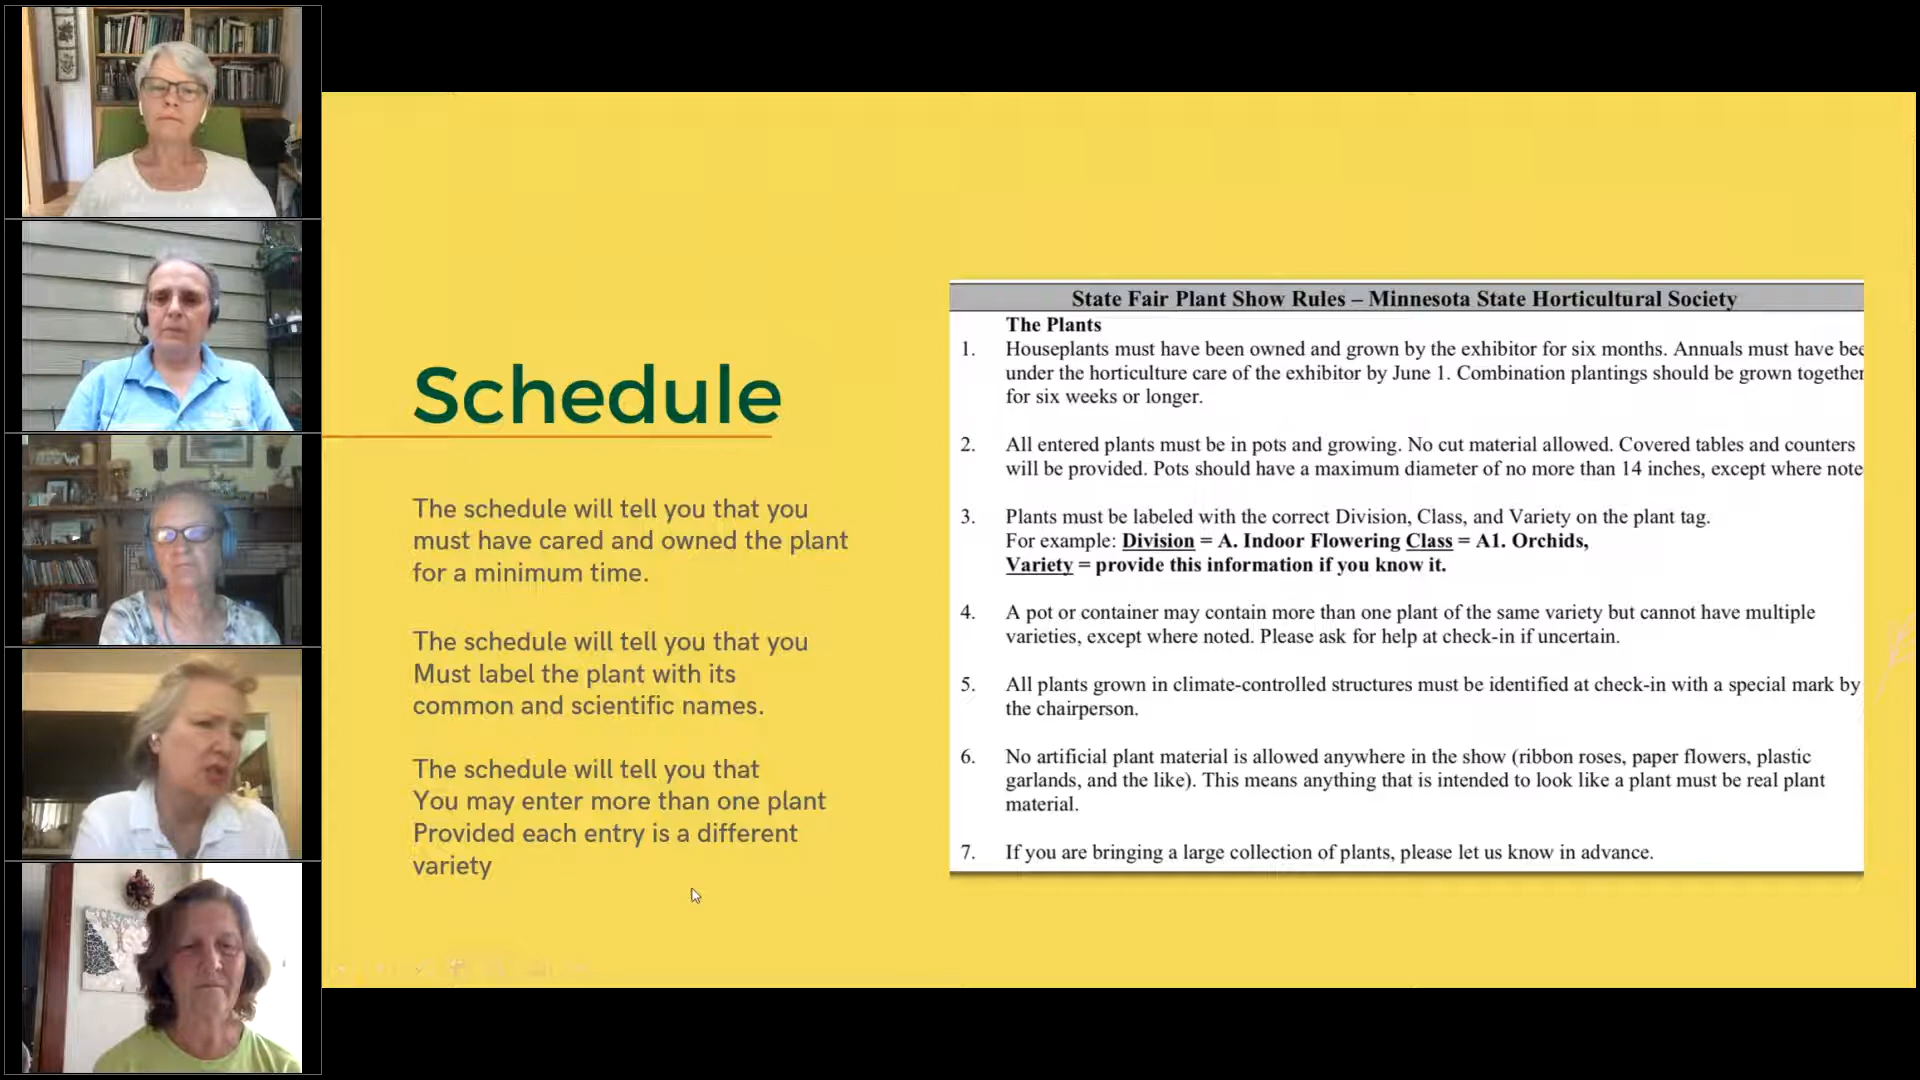 Schedule
The schedule will tell you that you
must have cared and owned the plant
for a minimum time.
The schedule will tell you that you
Must label the plant with its
common and scientific names.
The schedule will tell you that
You may enter more than one plant
Provided each entry is a different
variety
State Fair Plant Show Rules – Minnesota State Horticultural Society
The Plants
1. Houseplants must have been owned and grown by the exhibitor for six months. Annuals must have bee
under the horticulture care of the exhibitor by June 1. Combination plantings should be grown together
for six weeks or longer.
2. All entered plants must be in pots and growing. No cut material allowed. Covered tables and counters
will be provided. Pots should have a maximum diameter of no more than 14 inches, except where note
3. Plants must be labeled with the correct Division, Class, and Variety on the plant tag.
For example: Division = A. Indoor Flowering Class = A1. Orchids,
Variety = provide this information if you know it.
4. A pot or container may contain more than one plant of the same variety but cannot have multiple
varieties, except where noted. Please ask for help at check-in if uncertain.
5. All plants grown in climate-controlled structures must be identified at check-in with a special mark by
the chairperson.
6. No artificial plant material is allowed anywhere in the show (ribbon roses, paper flowers, plastic
garlands, and the like). This means anything that is intended to look like a plant must be real plant
material.
7. If you are bringing a large collection of plants, please let us know in advance.